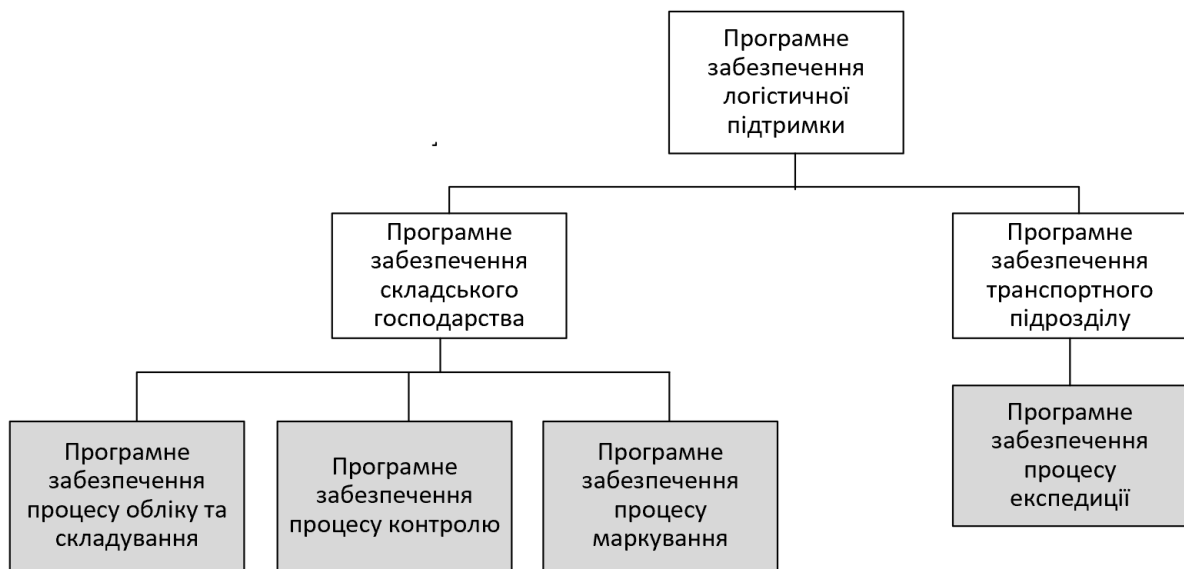 Програмне
забезпечення
логістичної
підтримки
Програмне
забезпечення
складського
господарства
Програмне
забезпечення
транспортного
підрозділу
Програмне
забезпечення
процесу обліку та
складування
Програмне
забезпечення
процесу контролю
Програмне
забезпечення
процесу
маркування
Програмне
забезпечення
процесу
експедиції